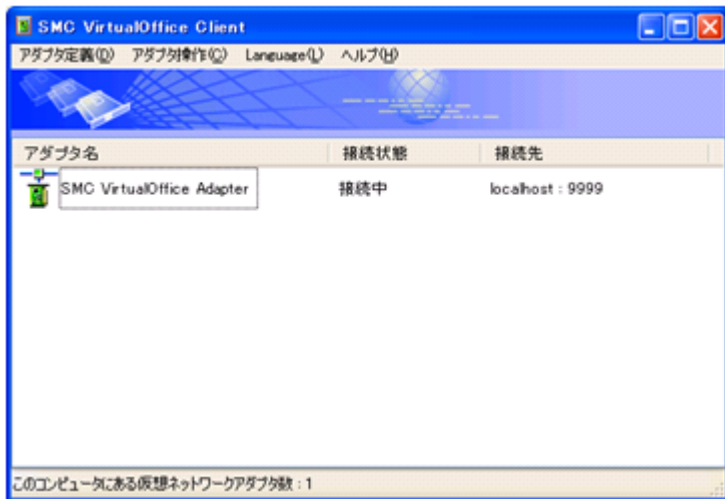 SMC VirtualOffice Client
アダプタ定義(D) アダプタ操作(C) Language(L) ヘルプ(H)
アダプタ名 接続状態 接続先
SMC VirtualOffice Adapter 接続中 localhost : 9999
このコンピュータにある仮想ネットワークアダプタ数 : 1